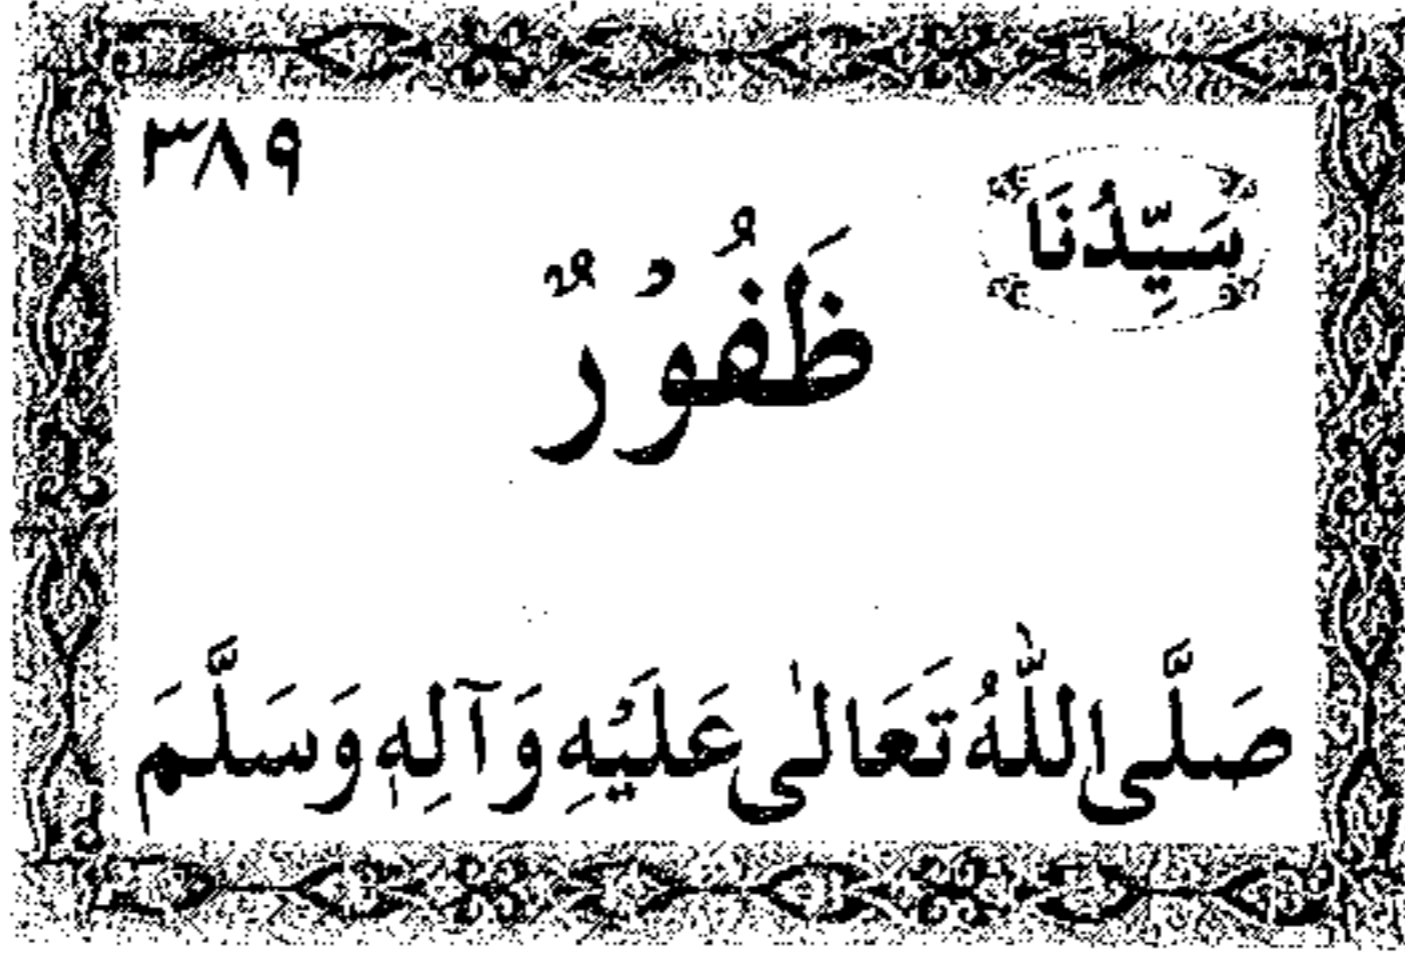 ٣٨٩
سَيِّدُنَا
ظَفُوْرٌ
صَلَّى اللّٰهُ تَعَالٰى عَلَيْهِ وَآلِهٖ وَسَلَّمَ